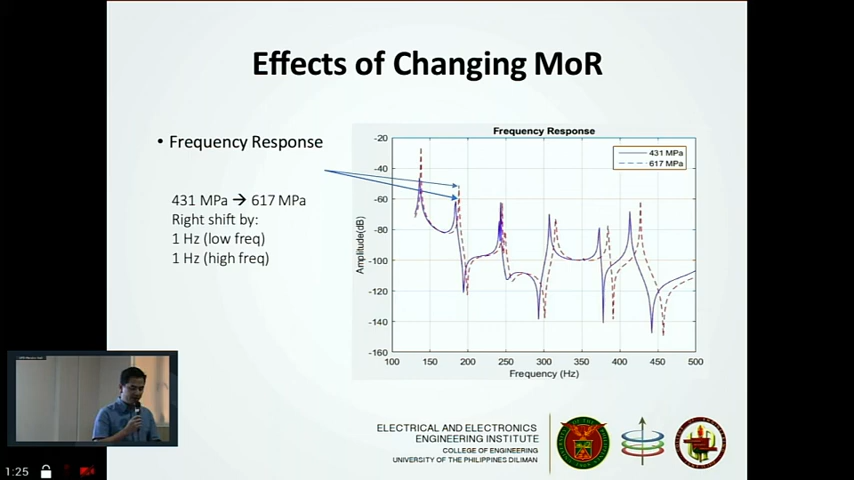 Effects of Changing MoR
• Frequency Response
431 MPa → 617 MPa
Right shift by:
1 Hz (low freq)
1 Hz (high freq)
Frequency Response
431 MPa
617 MPa
Amplitude(dB)
-20
-40
-60
-80
-100
-120
-140
-160
100 150 200 250 300 350 400 450 500
Frequency (Hz)
ELECTRICAL AND ELECTRONICS
ENGINEERING INSTITUTE
COLLEGE OF ENGINEERING
UNIVERSITY OF THE PHILIPPINES DILIMAN
1:25